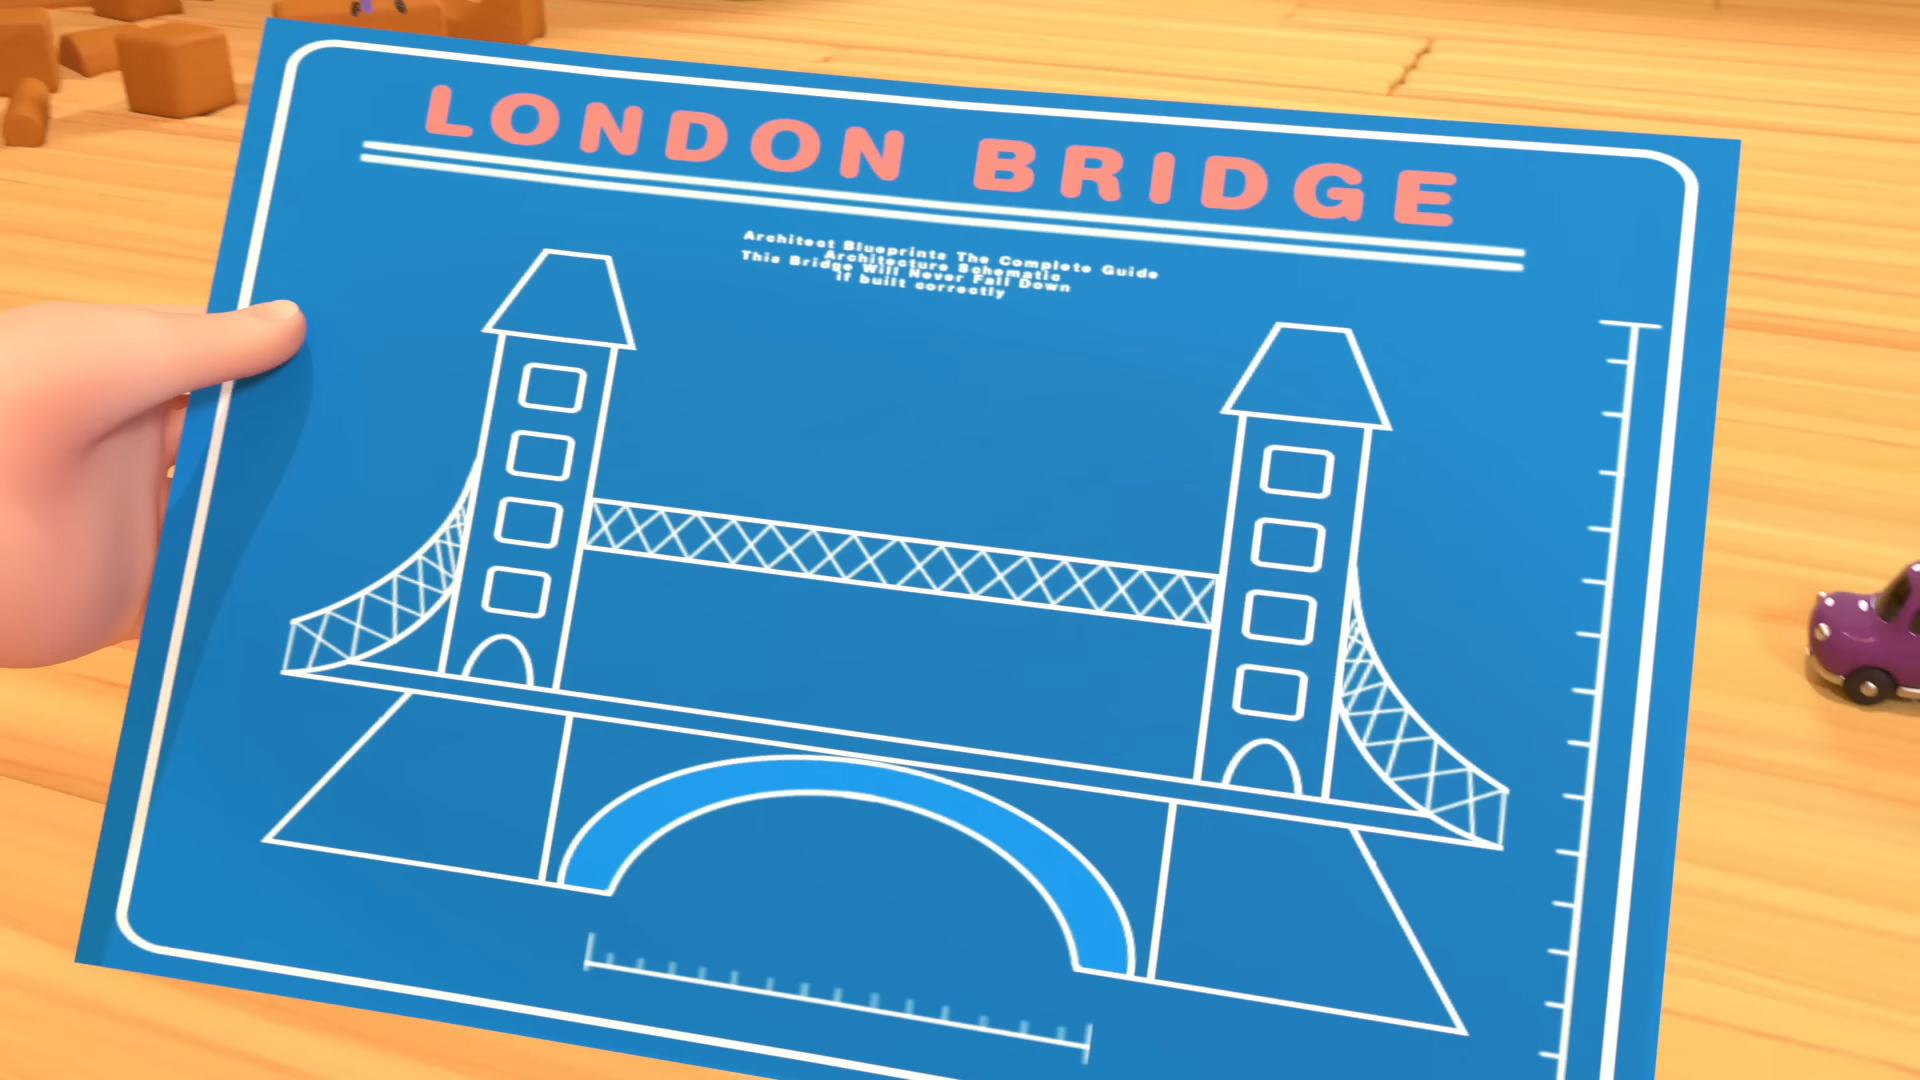 LONDON BRIDGE
Architect Blueprints The Complete Guide
Architecture Schematic
This Bridge Will Never Fall Down
if built correctly